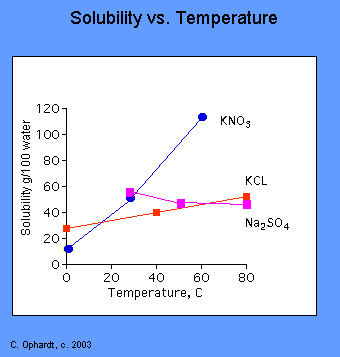 Solubility vs. Temperature
Solubility g/100 water
120
100
80
60
40
20
0
KNO₃
KCL
Na₂SO₄
0 20 40 60 80
Temperature, C
C. Ophardt, c. 2003